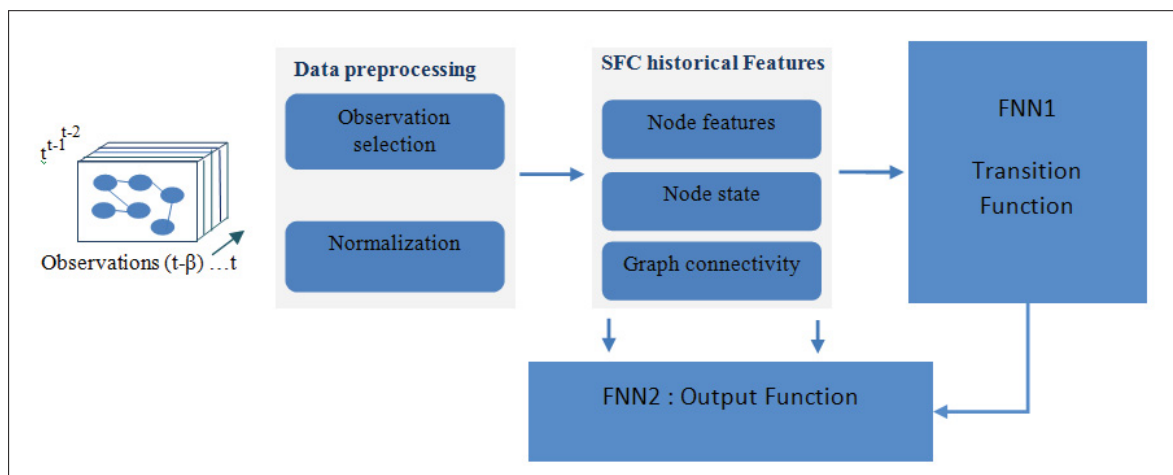 Data preprocessing
Observation
selection
Normalization
t t-1 t-2
Observations (t-β) ...t
SFC historical Features
Node features
Node state
Graph connectivity
FNN1
Transition
Function
FNN2 : Output Function